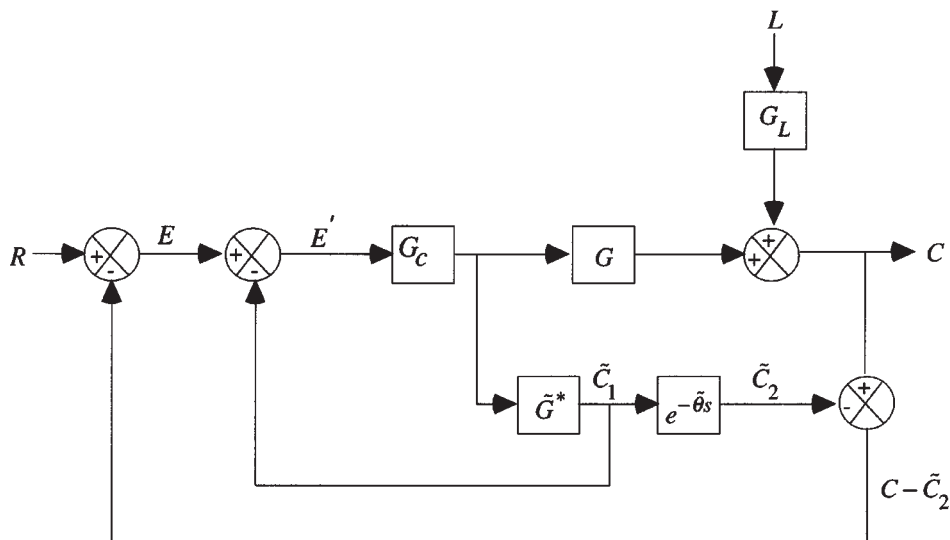 L
G_L
R
+
-
E
+
-
E'
G_c
G
+
+
C
G̃*
C̃_1
e^{-θ̃s}
C̃_2
+
-
C - C̃_2